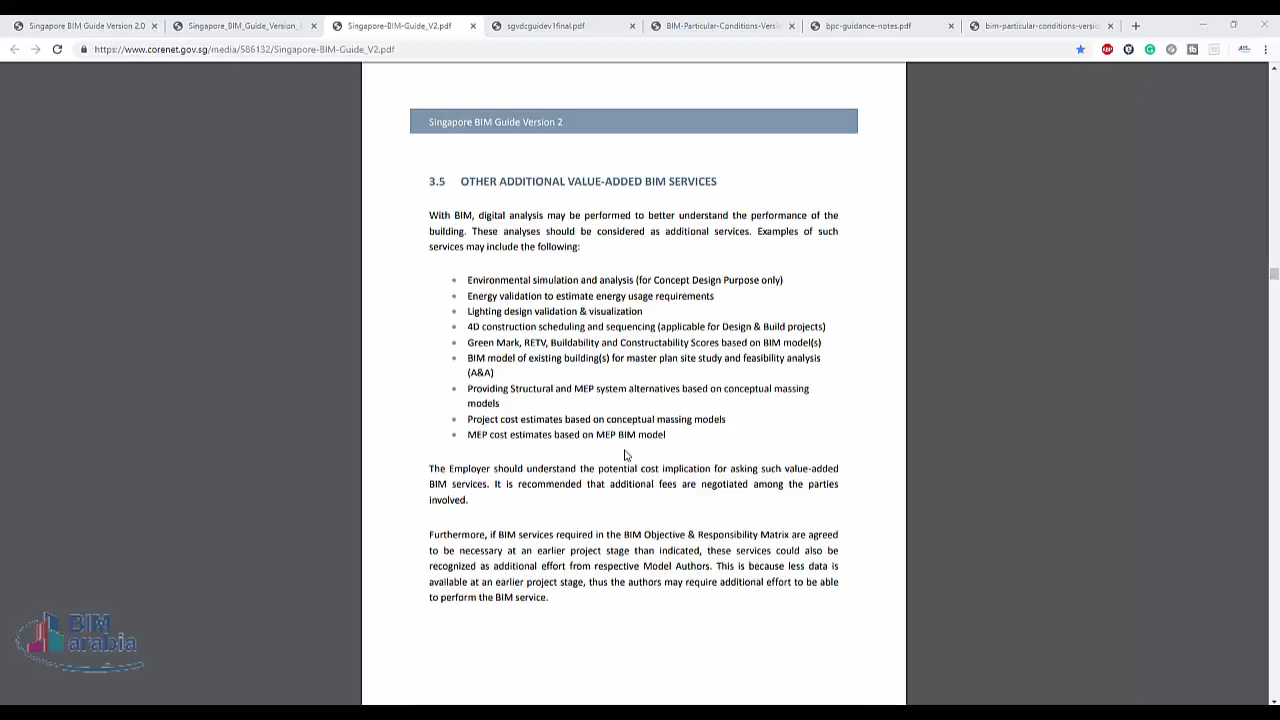 Singapore BIM Guide Version 2.0
Singapore_BIM_Guide_Version_
Singapore-BIM-Guide_V2.pdf
sgvdcguidev1final.pdf
BIM-Particular-Conditions-Versio
bpc-guidance-notes.pdf
bim-particular-conditions-versio
https://www.corenet.gov.sg/media/586132/Singapore-BIM-Guide_V2.pdf
Singapore BIM Guide Version 2
3.5 OTHER ADDITIONAL VALUE-ADDED BIM SERVICES
With BIM, digital analysis may be performed to better understand the performance of the
building. These analyses should be considered as additional services. Examples of such
services may include the following:
• Environmental simulation and analysis (for Concept Design Purpose only)
• Energy validation to estimate energy usage requirements
• Lighting design validation & visualization
• 4D construction scheduling and sequencing (applicable for Design & Build projects)
• Green Mark, RETV, Buildability and Constructability Scores based on BIM model(s)
• BIM model of existing building(s) for master plan site study and feasibility analysis
(A&A)
• Providing Structural and MEP system alternatives based on conceptual massing
models
• Project cost estimates based on conceptual massing models
• MEP cost estimates based on MEP BIM model
The Employer should understand the potential cost implication for asking such value-added
BIM services. It is recommended that additional fees are negotiated among the parties
involved.
Furthermore, if BIM services required in the BIM Objective & Responsibility Matrix are agreed
to be necessary at an earlier project stage than indicated, these services could also be
recognized as additional effort from respective Model Authors. This is because less data is
available at an earlier project stage, thus the authors may require additional effort to be able
to perform the BIM service.
BIM
arabia